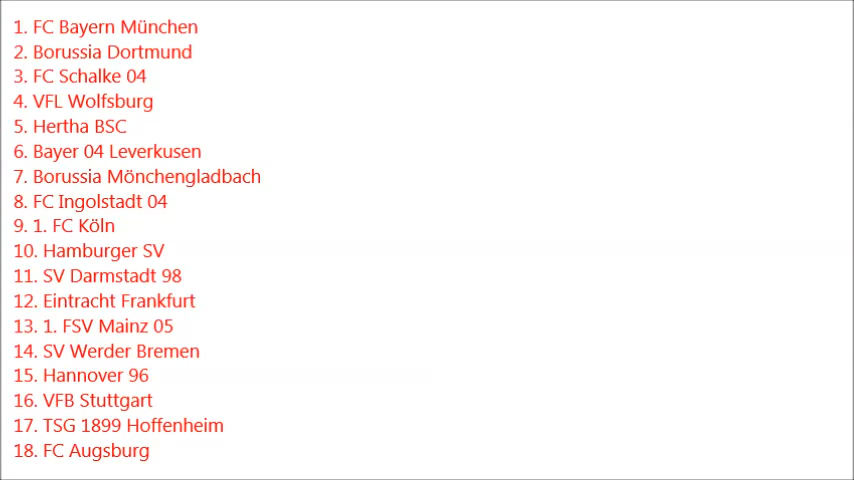 1. FC Bayern München
2. Borussia Dortmund
3. FC Schalke 04
4. VFL Wolfsburg
5. Hertha BSC
6. Bayer 04 Leverkusen
7. Borussia Mönchengladbach
8. FC Ingolstadt 04
9. 1. FC Köln
10. Hamburger SV
11. SV Darmstadt 98
12. Eintracht Frankfurt
13. 1. FSV Mainz 05
14. SV Werder Bremen
15. Hannover 96
16. VFB Stuttgart
17. TSG 1899 Hoffenheim
18. FC Augsburg